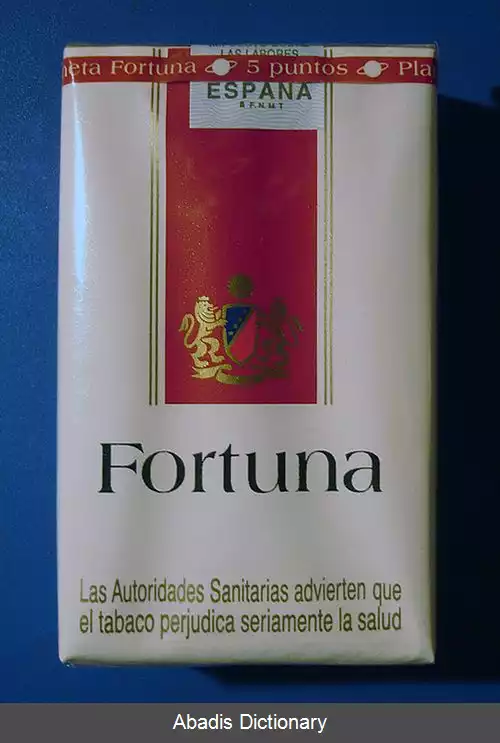 LAS LABORES
neta Fortuna 5 puntos Pla
ESPAÑA
F.N.M.T
Fortuna
Las Autoridades Sanitarias advierten que
el tabaco perjudica seriamente la salud
Abadis Dictionary